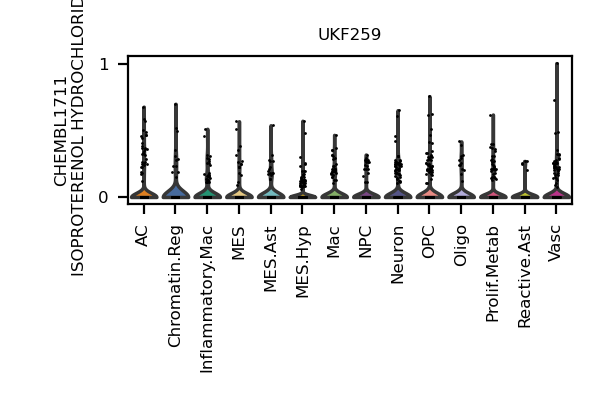 UKF259
CHEMBL1711
ISOPROTERENOL HYDROCHLORID
1
0
AC
Chromatin.Reg
Inflammatory.Mac
MES
MES.Ast
MES.Hyp
Mac
NPC
Neuron
OPC
Oligo
Prolif.Metab
Reactive.Ast
Vasc